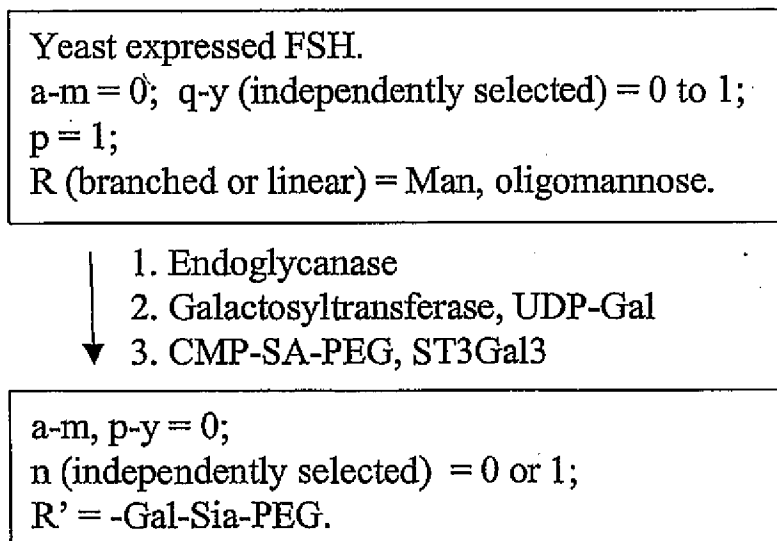 Yeast expressed FSH.
a-m = 0; q-y (independently selected) = 0 to 1;
p = 1;
R (branched or linear) = Man, oligomannose.
1. Endoglycanase
2. Galactosyltransferase, UDP-Gal
3. CMP-SA-PEG, ST3Gal3
a-m, p-y = 0;
n (independently selected) = 0 or 1;
R' = -Gal-Sia-PEG.